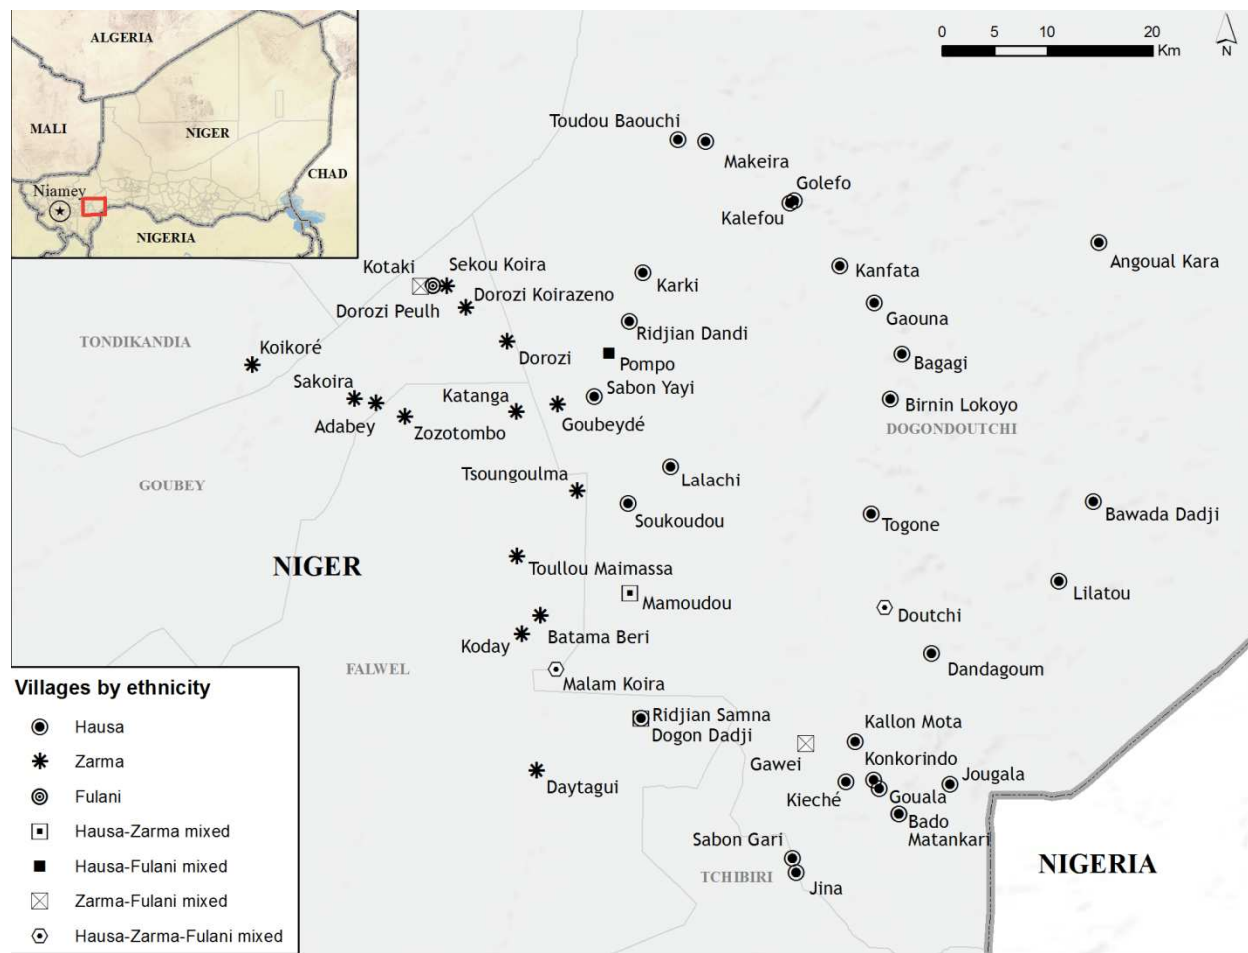 ALGERIA
MALI
NIGER
CHAD
Niamey
NIGERIA
0 5 10 20
Km
N
Toudou Baouchi
Makeira
Golefo
Kalefou
Angoual Kara
Kotaki
Sekou Koira
Karki
Kanfata
Dorozi Koirazeno
Dorozi Peulh
Gaouna
Ridjian Dandi
TONDIKANDIA
Koikoré
Dorozi
Pompo
Bagagi
Sakoira
Katanga
Sabon Yayi
Adabey
Zozotombo
Goubeydé
Birnin Lokoyo
DOGONDOUTCHI
Tsoungoulma
Lalachi
GOUBEY
Soukoudou
Togone
Bawada Dadji
NIGER
Toullou Maimassa
Mamoudou
Lilatou
Doutchi
Koday
Batama Beri
FALWEL
Malam Koira
Dandagoum
Ridjian Samna
Dogon Dadji
Kallon Mota
Gawei
Konkorindo
Jougala
Daytagui
Kieché
Gouala
Bado
Matankari
Sabon Gari
TCHIBIRI
Jina
NIGERIA
Villages by ethnicity
Hausa
Zarma
Fulani
Hausa-Zarma mixed
Hausa-Fulani mixed
Zarma-Fulani mixed
Hausa-Zarma-Fulani mixed